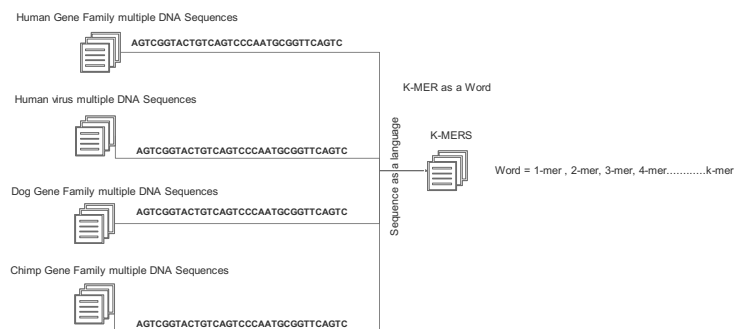 Human Gene Family multiple DNA Sequences
AGTCGGTACTGTCAGTCCCAATGCGGTTCAGTC
K-MER as a Word
Human virus multiple DNA Sequences
AGTCGGTACTGTCAGTCCCAATGCGGTTCAGTC
Sequence as a language
K-MERS
Word = 1-mer , 2-mer, 3-mer, 4-mer............k-mer
Dog Gene Family multiple DNA Sequences
AGTCGGTACTGTCAGTCCCAATGCGGTTCAGTC
Chimp Gene Family multiple DNA Sequences
AGTCGGTACTGTCAGTCCCAATGCGGTTCAGTC